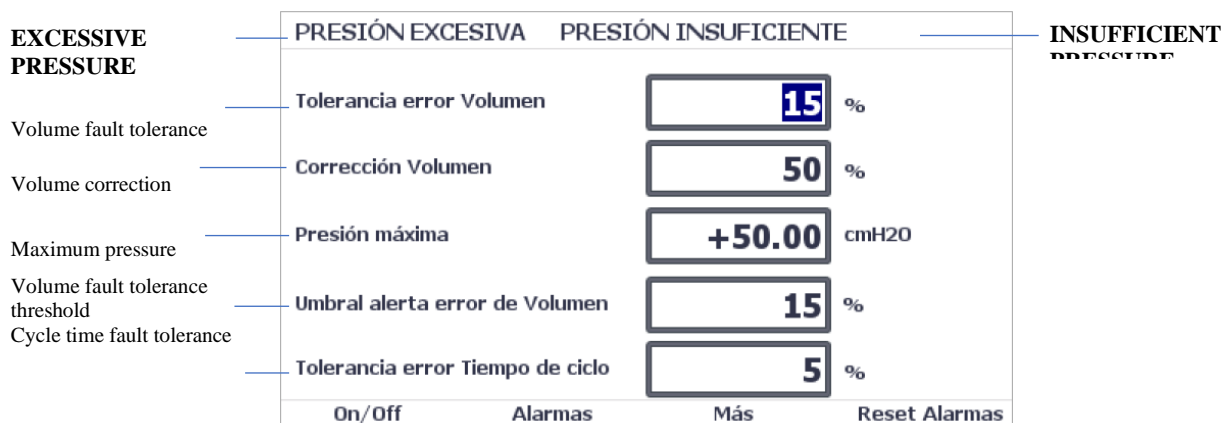 EXCESSIVE
PRESSURE
PRESIÓN EXCESIVA PRESIÓN INSUFICIENTE
INSUFFICIENT
PRESSURE
Volume fault tolerance
Tolerancia error Volumen 15 %
Volume correction
Corrección Volumen 50 %
Maximum pressure
Presión máxima +50.00 cmH2O
Volume fault tolerance
threshold
Umbral alerta error de Volumen 15 %
Cycle time fault tolerance
Tolerancia error Tiempo de ciclo 5 %
On/Off Alarmas Más Reset Alarmas